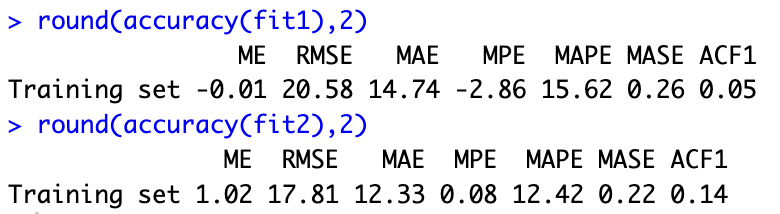 > round(accuracy(fit1),2)
ME RMSE MAE MPE MAPE MASE ACF1
Training set -0.01 20.58 14.74 -2.86 15.62 0.26 0.05
> round(accuracy(fit2),2)
ME RMSE MAE MPE MAPE MASE ACF1
Training set 1.02 17.81 12.33 0.08 12.42 0.22 0.14